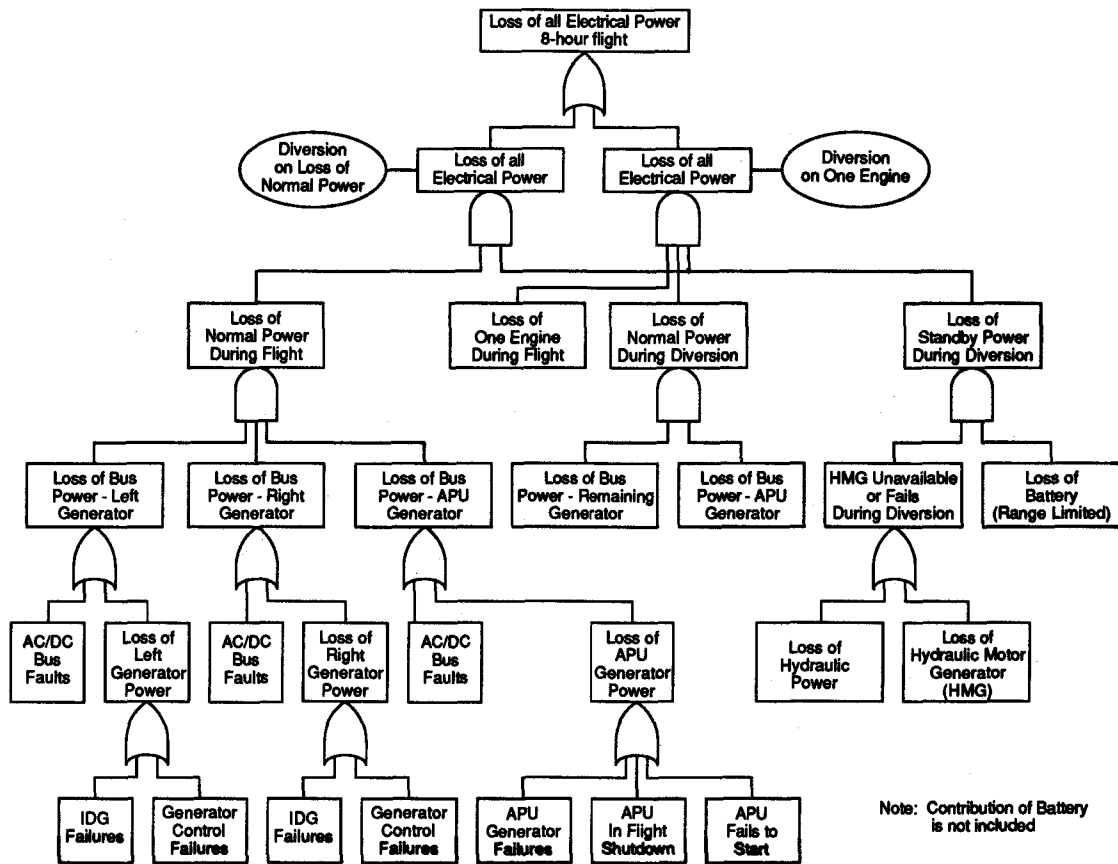 Loss of all Electrical Power
8-hour flight
Diversion
on Loss of
Normal Power
Loss of all
Electrical Power
Loss of all
Electrical Power
Diversion
on One Engine
Loss of
Normal Power
During Flight
Loss of
One Engine
During Flight
Loss of
Normal Power
During Diversion
Loss of
Standby Power
During Diversion
Loss of Bus
Power - Left
Generator
Loss of Bus
Power - Right
Generator
Loss of Bus
Power - APU
Generator
Loss of Bus
Power - Remaining
Generator
Loss of Bus
Power - APU
Generator
HMG Unavailable
or Fails
During Diversion
Loss of
Battery
(Range Limited)
AC/DC
Bus
Faults
Loss of
Left
Generator
Power
AC/DC
Bus
Faults
Loss of
Right
Generator
Power
AC/DC
Bus
Faults
Loss of
APU
Generator
Power
Loss of
Hydraulic
Power
Loss of
Hydraulic Motor
Generator
(HMG)
IDG
Failures
Generator
Control
Failures
IDG
Failures
Generator
Control
Failures
APU
Generator
Failures
APU
In Flight
Shutdown
APU
Fails to
Start
Note: Contribution of Battery
is not included